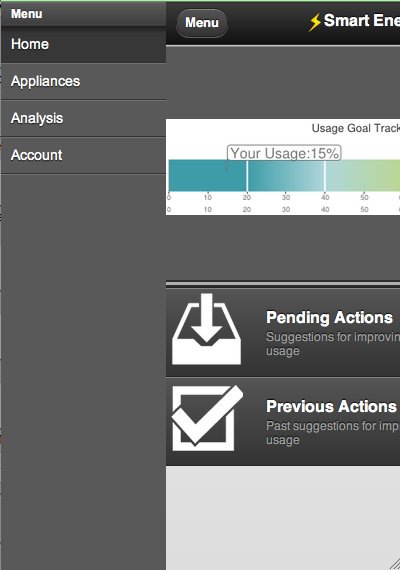 Menu
Home
Appliances
Analysis
Account
Menu
Smart Ene
Usage Goal Track
Your Usage:15%
0 10 20 30 40 50
0 10 20 30 40 50
Pending Actions
Suggestions for improvin
usage
Previous Actions
Past suggestions for imp
usage